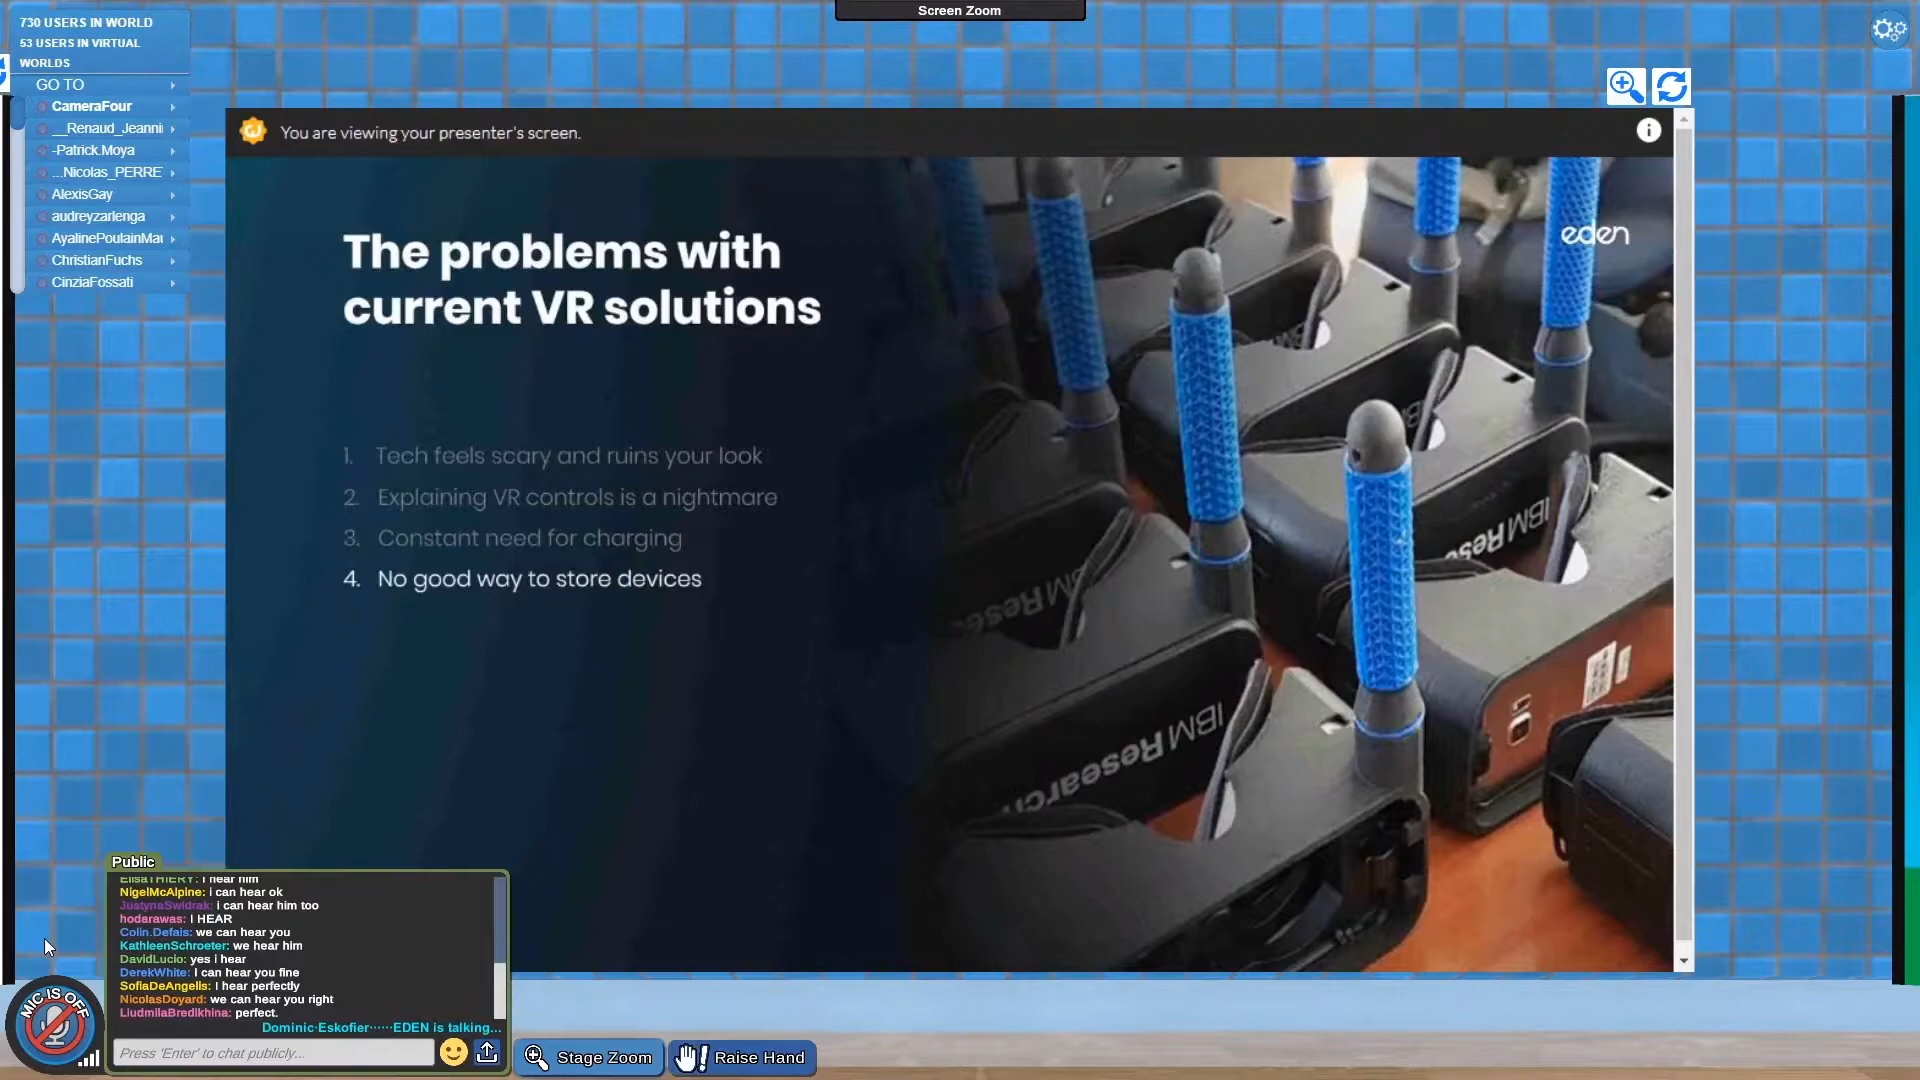 Screen Zoom
730 USERS IN WORLD
53 USERS IN VIRTUAL
WORLDS
GO TO
CameraFour
__Renaud_Jeanni
-Patrick.Moya
...Nicolas_PERRE
AlexisGay
audreyzarlenga
AyalinePoulainMau
ChristianFuchs
CinziaFossati
You are viewing your presenter's screen.
eden
The problems with
current VR solutions
1. Tech feels scary and ruins your look
2. Explaining VR controls is a nightmare
3. Constant need for charging
4. No good way to store devices
IBM Research
IBM Research
IBM Research
Public
ElisaTHIERY: I hear him
NigelMcAlpine: i can hear ok
JustynaSwidrak: i can hear him too
hodarawas: I HEAR
Colin.Defais: we can hear you
KathleenSchroeter: we hear him
DavidLucio: yes i hear
DerekWhite: I can hear you fine
SofiaDeAngelis: I hear perfectly
NicolasDoyard: we can hear you right
LiudmilaBredikhina: perfect.
Dominic·Eskofier······EDEN is talking...
Press 'Enter' to chat publicly...
MIC IS OFF
Stage Zoom
Raise Hand